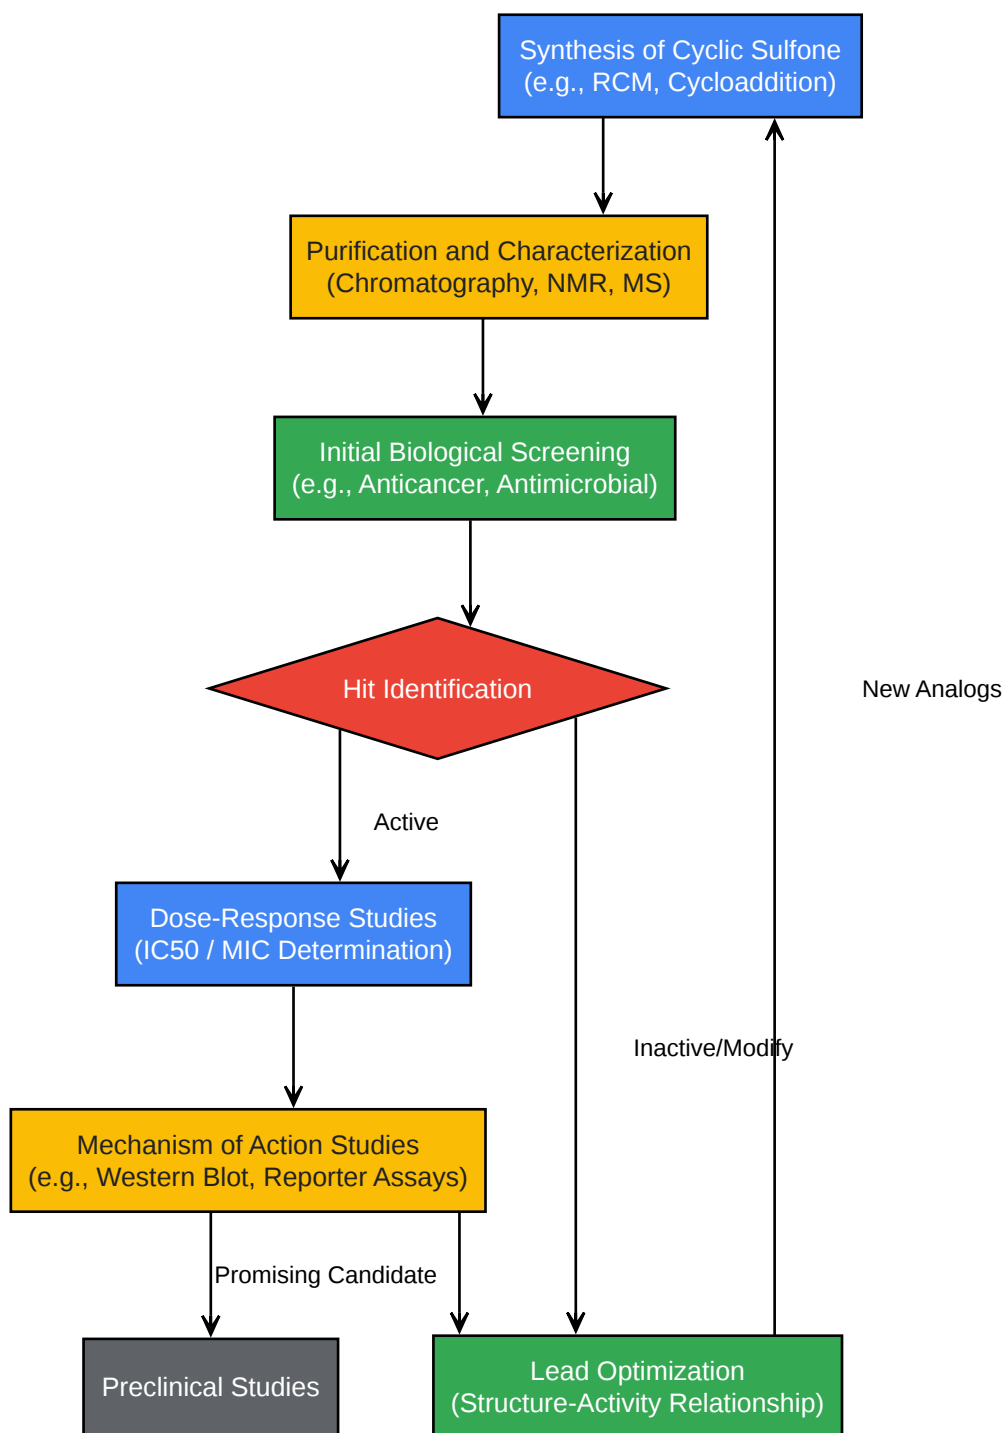 Synthesis of Cyclic Sulfone
(e.g., RCM, Cycloaddition)
Purification and Characterization
(Chromatography, NMR, MS)
Initial Biological Screening
(e.g., Anticancer, Antimicrobial)
Hit Identification
New Analogs
Active
Dose-Response Studies
(IC50 / MIC Determination)
Inactive/Modify
Mechanism of Action Studies
(e.g., Western Blot, Reporter Assays)
Promising Candidate
Preclinical Studies
Lead Optimization
(Structure-Activity Relationship)